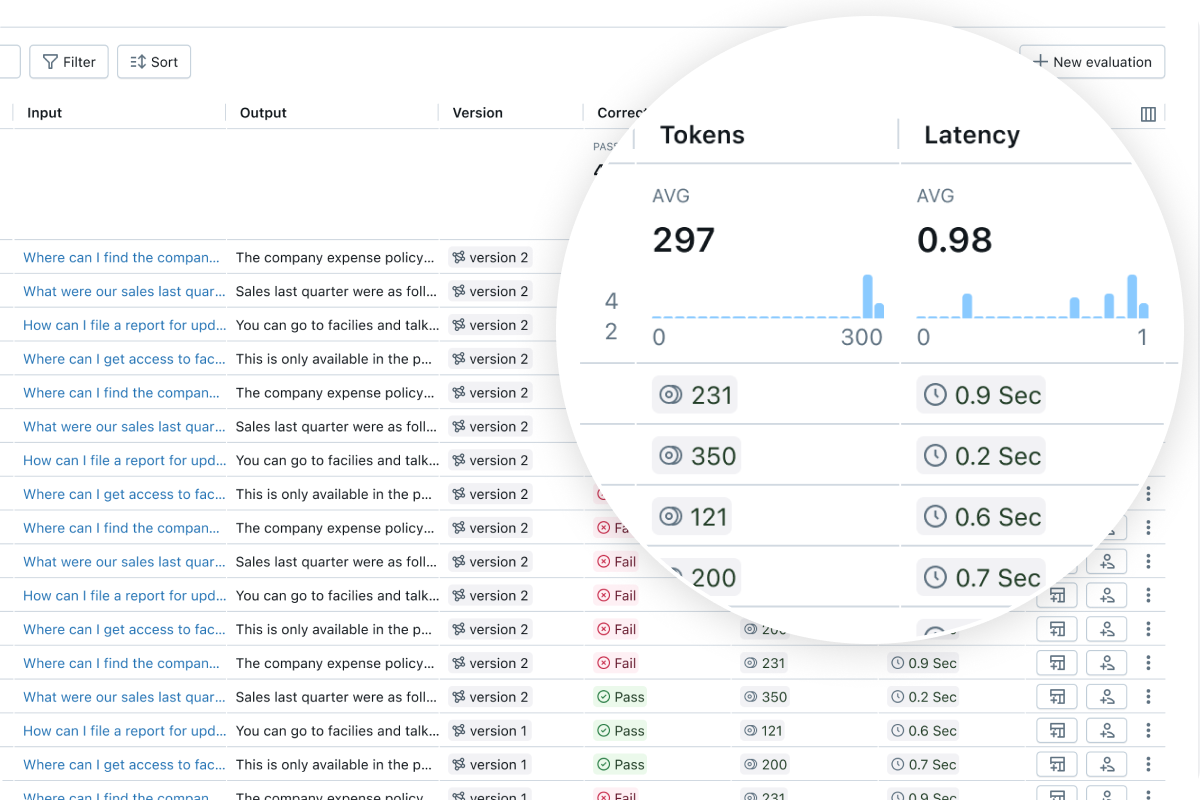 Filter Sort New evaluation
Input Output Version Correc Tokens Latency
PASS
AVG AVG
297 0.98
4
2
0 300 0 1
Where can I find the compan... The company expense policy... version 2
What were our sales last quar... Sales last quarter were as foll... version 2
How can I file a report for upd... You can go to facilies and talk... version 2
Where can I get access to fac... This is only available in the p... version 2
Where can I find the compan... The company expense policy... version 2 231 0.9 Sec
What were our sales last quar... Sales last quarter were as foll... version 2
How can I file a report for upd... You can go to facilies and talk... version 2 350 0.2 Sec
Where can I get access to fac... This is only available in the p... version 2
Where can I find the compan... The company expense policy... version 2 Fa 121 0.6 Sec
What were our sales last quar... Sales last quarter were as foll... version 2 Fail
200 0.7 Sec
How can I file a report for upd... You can go to facilies and talk... version 2 Fail
Where can I get access to fac... This is only available in the p... version 2 Fail 200
Where can I find the compan... The company expense policy... version 2 Fail 231 0.9 Sec
What were our sales last quar... Sales last quarter were as foll... version 2 Pass 350 0.2 Sec
How can I file a report for upd... You can go to facilies and talk... version 1 Pass 121 0.6 Sec
Where can I get access to fac... This is only available in the p... version 1 Pass 200 0.7 Sec
Where can I find the compan... The company expense policy... version 1 Fail 231 0.9 Sec